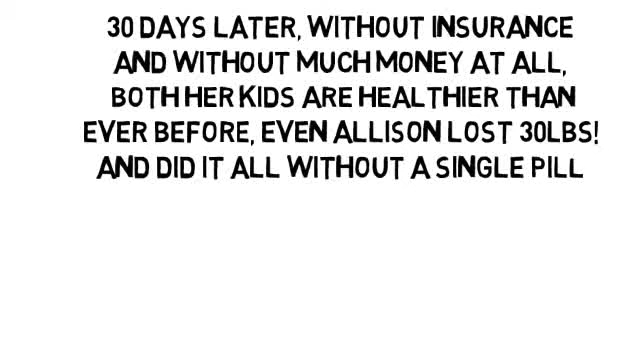 30 DAYS LATER, WITHOUT INSURANCE
AND WITHOUT MUCH MONEY AT ALL,
BOTH HER KIDS ARE HEALTHIER THAN
EVER BEFORE, EVEN ALLISON LOST 30LBS!
AND DID IT ALL WITHOUT A SINGLE PILL